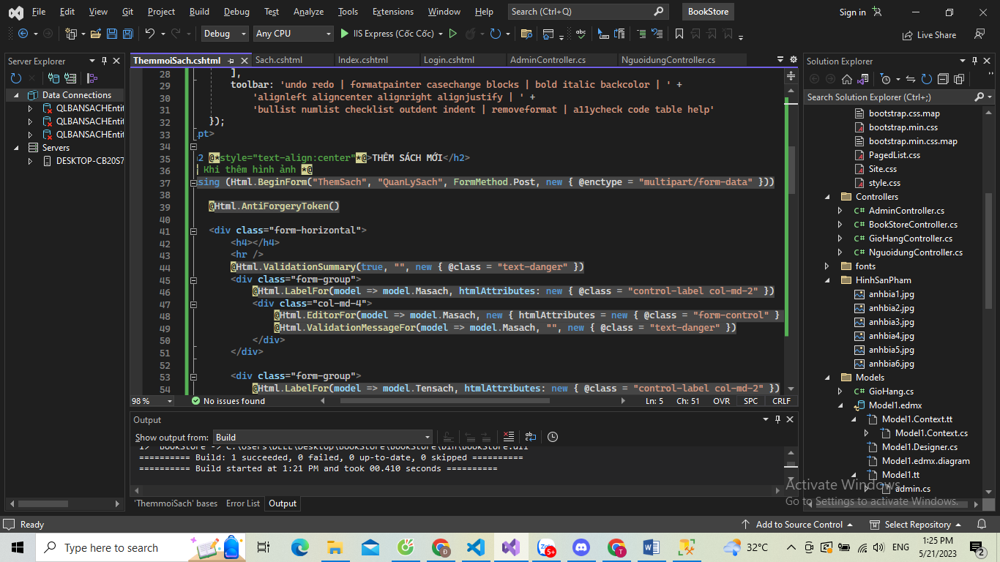 File Edit View Git Project Build Debug Test Analyze Tools Extensions Window Help Search (Ctrl+Q) BookStore Sign in
Debug Any CPU IIS Express (Cốc Cốc) Live Share
Server Explorer
Data Connections
QLBANSACHEntit
QLBANSACHEntit
QLBANSACHEntit
Servers
DESKTOP-CB20S7
ThemmoiSach.cshtml Sach.cshtml Index.cshtml Login.cshtml AdminController.cs NguoidungController.cs
28 ],
29 toolbar: 'undo redo | formatpainter casechange blocks | bold italic backcolor | ' +
30 'alignleft aligncenter alignright alignjustify | ' +
31 'bullist numlist checklist outdent indent | removeformat | a11ycheck code table help'
32 });
33 pt>
34
35 2 @*style="text-align:center"*@>THÊM SÁCH MỚI</h2>
36 Khi thêm hình ảnh *@
37 sing (Html.BeginForm("ThemSach", "QuanLySach", FormMethod.Post, new { @enctype = "multipart/form-data" }))
38
39 @Html.AntiForgeryToken()
40
41 <div class="form-horizontal">
42 <h4></h4>
43 <hr />
44 @Html.ValidationSummary(true, "", new { @class = "text-danger" })
45 <div class="form-group">
46 @Html.LabelFor(model => model.Masach, htmlAttributes: new { @class = "control-label col-md-2" })
47 <div class="col-md-4">
48 @Html.EditorFor(model => model.Masach, new { htmlAttributes = new { @class = "form-control" }
49 @Html.ValidationMessageFor(model => model.Masach, "", new { @class = "text-danger" })
50 </div>
51 </div>
52
53 <div class="form-group">
54 @Html.LabelFor(model => model.Tensach, htmlAttributes: new { @class = "control-label col-md-2" })
98 % No issues found Ln: 5 Ch: 51 OVR SPC CRLF
Output
Show output from: Build
1> BookStore -> C:\Users\DELL\Desktop\BookStore\BookStore\bin\BookStore.dll
========== Build: 1 succeeded, 0 failed, 0 up-to-date, 0 skipped ==========
========== Build started at 1:21 PM and took 00.410 seconds ==========
'ThemmoiSach' bases Error List Output
Solution Explorer
Search Solution Explorer (Ctrl+;)
bootstrap.css.map
bootstrap.min.css
bootstrap.min.css.map
PagedList.css
Site.css
style.css
Controllers
C# AdminController.cs
C# BookStoreController.cs
C# GioHangController.cs
C# NguoidungController.cs
fonts
HinhSanPham
anhbia1.jpg
anhbia2.jpg
anhbia3.jpg
anhbia4.jpg
anhbia5.jpg
anhbia6.jpg
Models
C# GioHang.cs
Model1.edmx
Model1.Context.tt
Model1.Context.cs
Model1.Designer.cs
Model1.edmx.diagram
Model1.tt
admin.cs
Activate Windows
Go to Settings to activate Windows.
Ready Add to Source Control Select Repository
Type here to search 5+ 32°C ENG 1:25 PM
5/21/2023 2